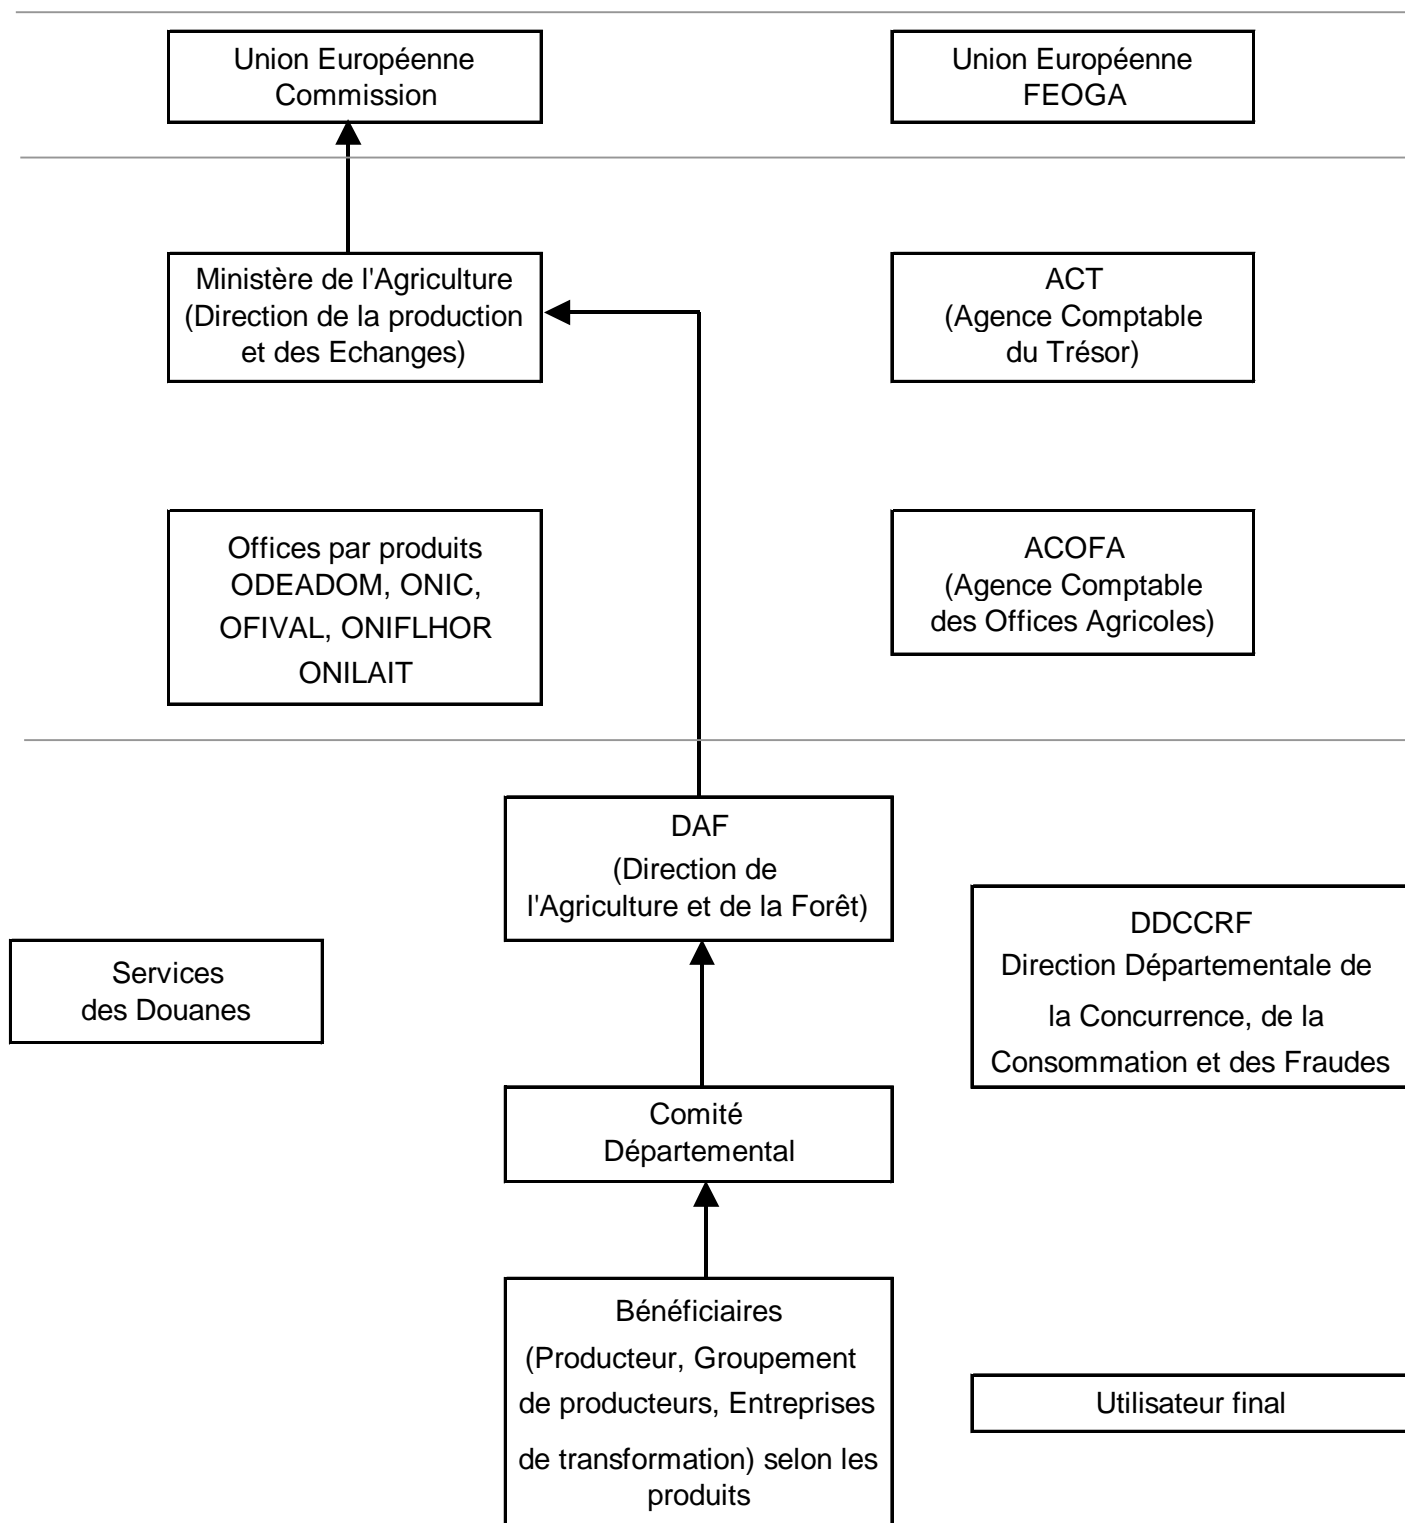 Union Européenne
Commission
Union Européenne
FEOGA
Ministère de l'Agriculture
(Direction de la production
et des Echanges)
ACT
(Agence Comptable
du Trésor)
Offices par produits
ODEADOM, ONIC,
OFIVAL, ONIFLHOR
ONILAIT
ACOFA
(Agence Comptable
des Offices Agricoles)
DAF
(Direction de
l'Agriculture et de la Forêt)
Services
des Douanes
DDCCRF
Direction Départementale de
la Concurrence, de la
Consommation et des Fraudes
Comité
Départemental
Bénéficiaires
(Producteur, Groupement
de producteurs, Entreprises
de transformation) selon les
produits
Utilisateur final